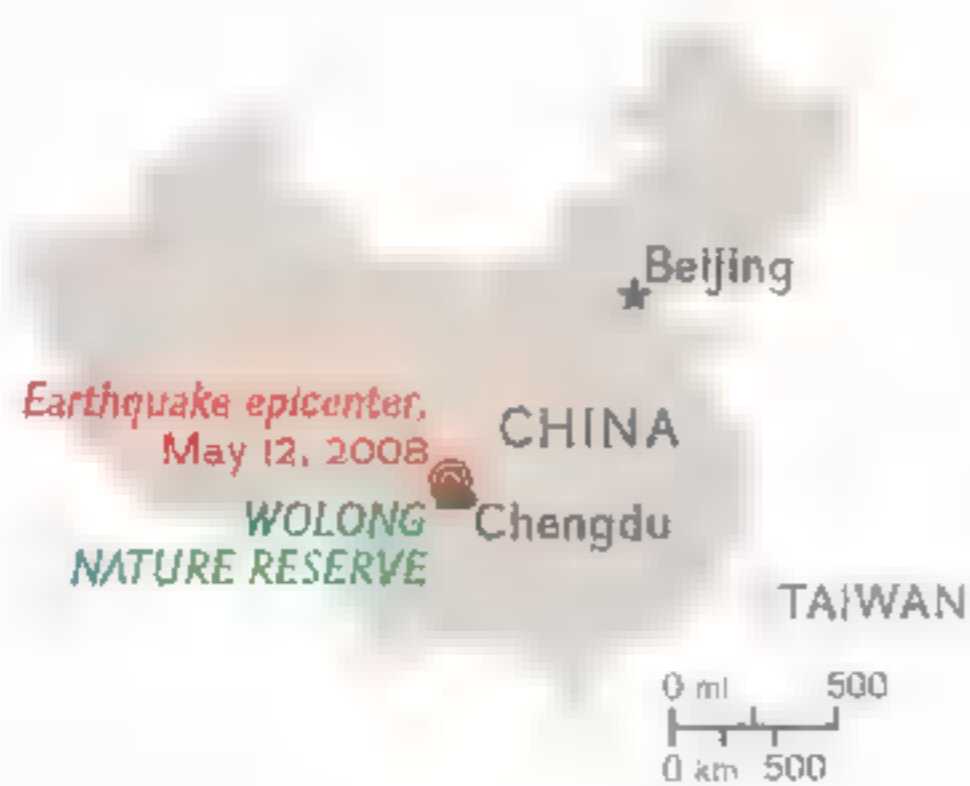 Beijing
Earthquake epicenter,
May 12, 2008
CHINA
WOLONG
NATURE RESERVE
Chengdu
TAIWAN
0 mi 500
0 km 500